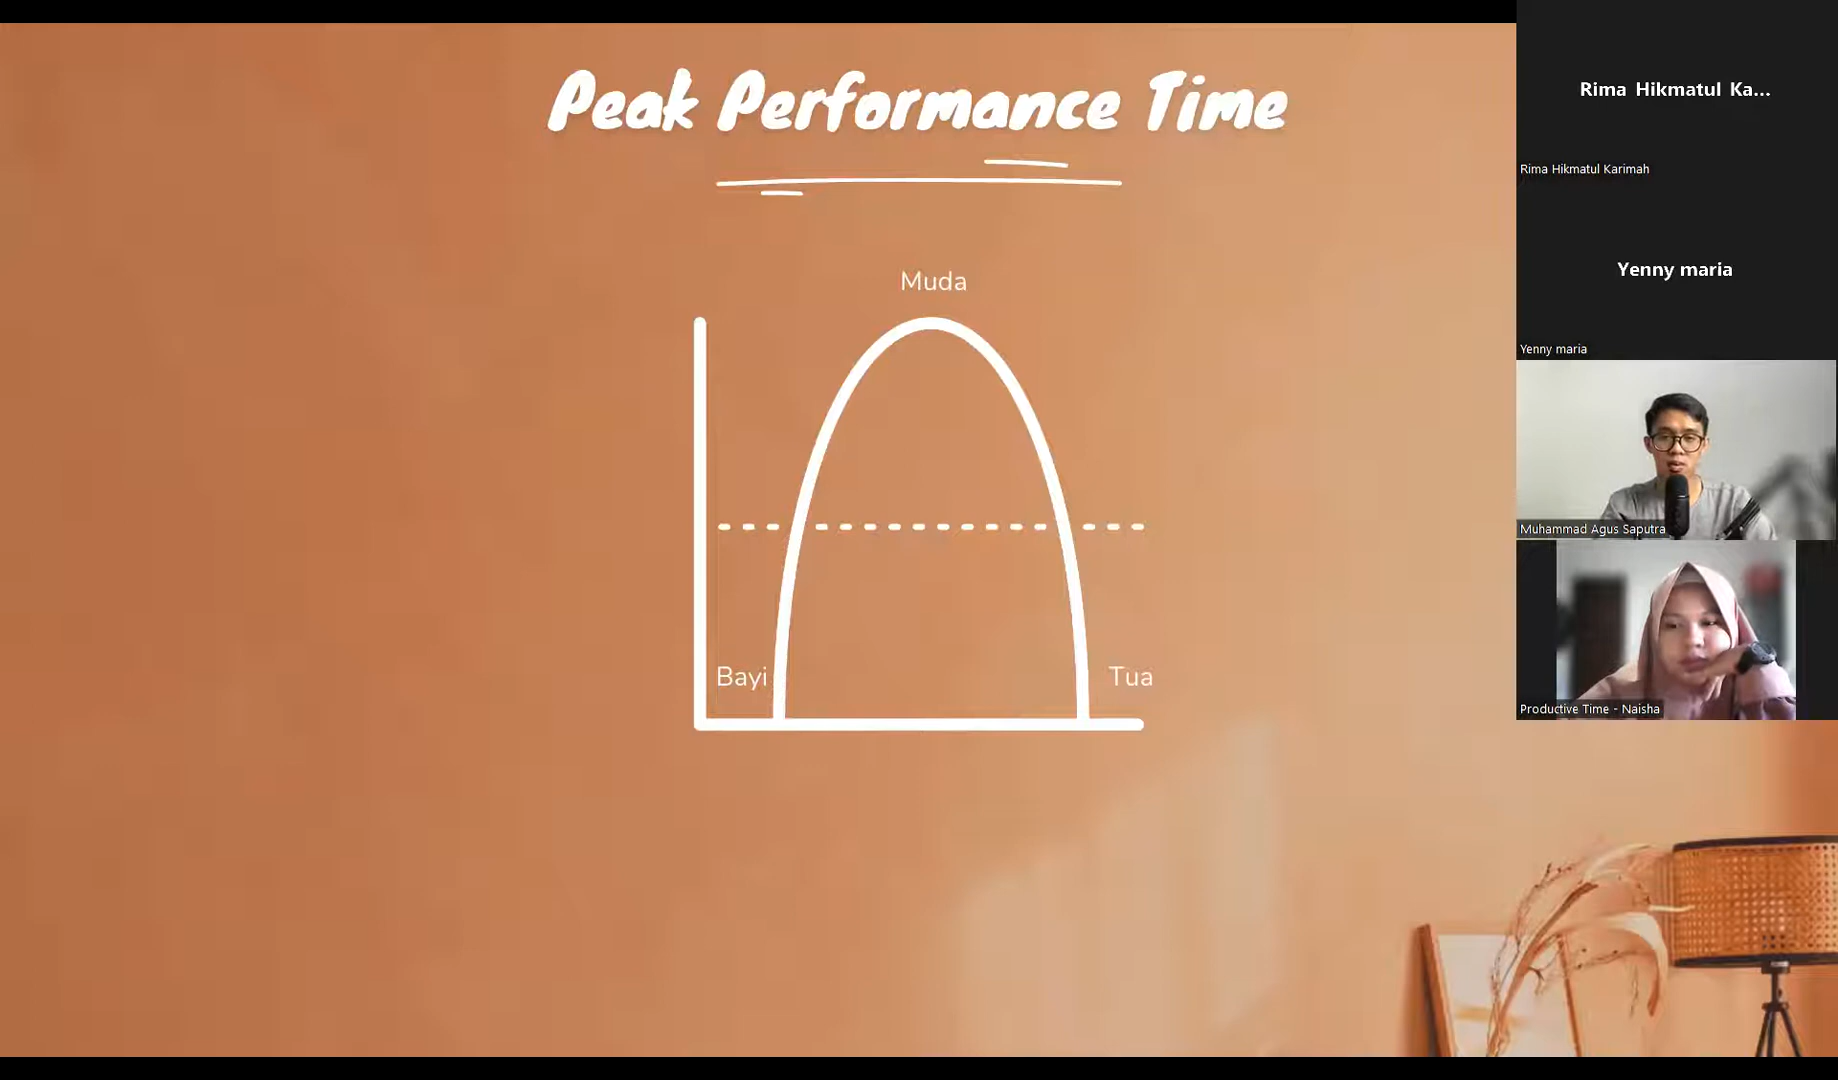 Peak Performance Time
Muda
Bayi
Tua
Rima Hikmatul Ka...
Rima Hikmatul Karimah
Yenny maria
Yenny maria
Muhammad Agus Saputra
Productive Time - Naisha